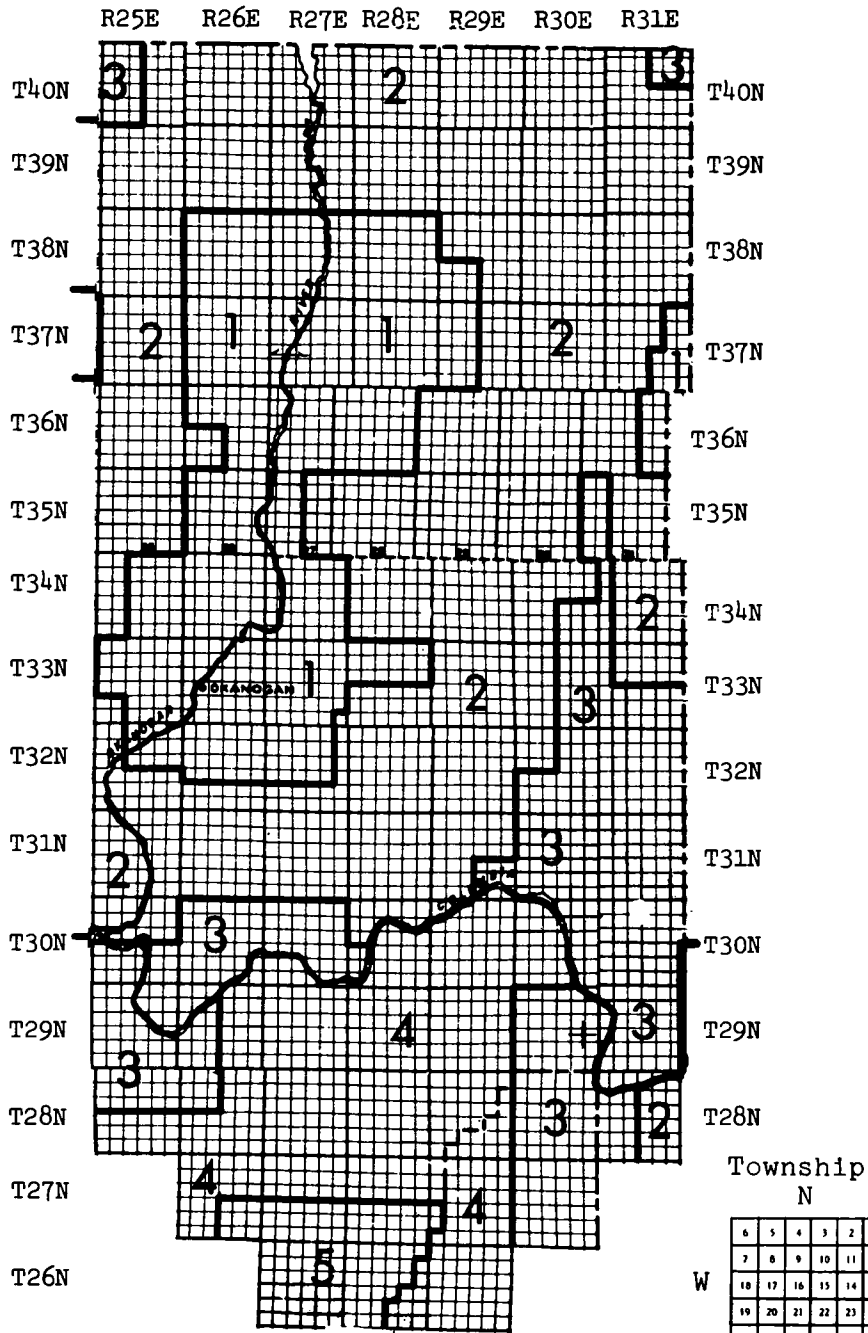 R25E R26E R27E R28E R29E R30E R31E
T40N 3 2 3 T40N
T39N T39N
T38N T38N
T37N 2 1 RIVER 1 2 1 T37N
T36N T36N
T35N T35N
T34N 2 T34N
T33N OKANOGAN 1 2 3 T33N
T32N T32N
T31N 2 3 T31N
T30N 3 T30N
T29N 4 3 T29N
3
T28N 3 2 T28N
T27N 4 4
T26N 5
Township
N
W
6 5 4 3 2
7 8 9 10 11
18 17 16 15 14
19 20 21 22 23